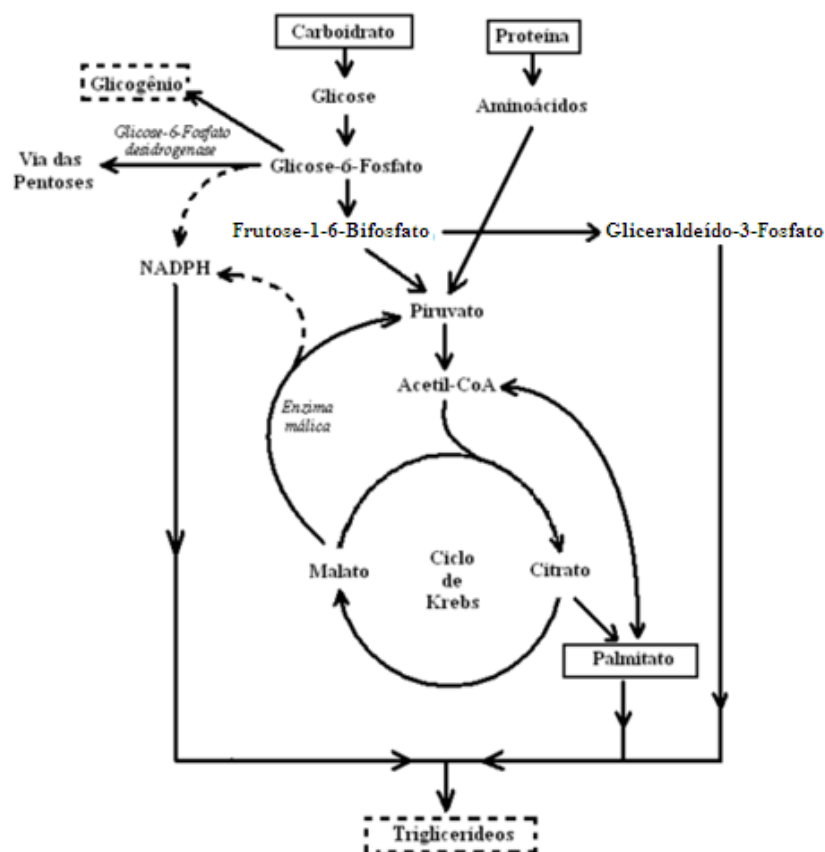 Carboidrato
Proteína
Glicogênio
Glicose
Aminoácidos
Glicose-6-Fosfato
desidrogenase
Via das
Pentoses
Glicose-6-Fosfato
Frutose-1-6-Bifosfato
Gliceraldeído-3-Fosfato
NADPH
Piruvato
Acetil-CoA
Enzima
málica
Malato
Ciclo
de
Krebs
Citrato
Palmitato
Triglicerídeos